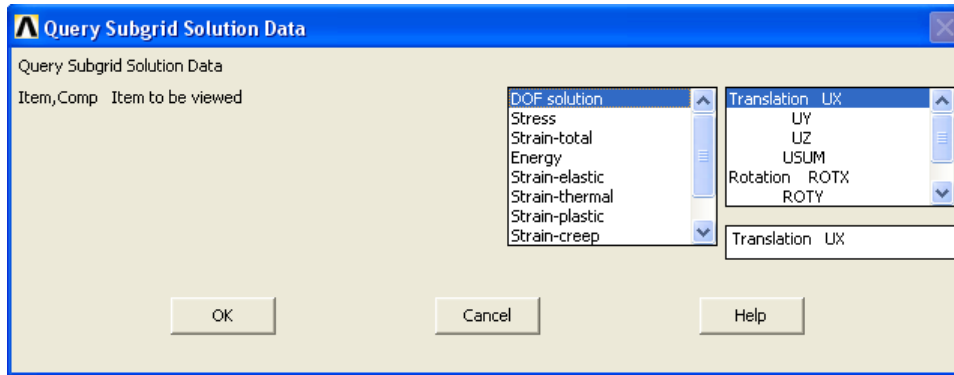 Query Subgrid Solution Data
Query Subgrid Solution Data
Item,Comp Item to be viewed
DOF solution
Stress
Strain-total
Energy
Strain-elastic
Strain-thermal
Strain-plastic
Strain-creep
Translation UX
UY
UZ
USUM
Rotation ROTX
ROTY
Translation UX
OK
Cancel
Help